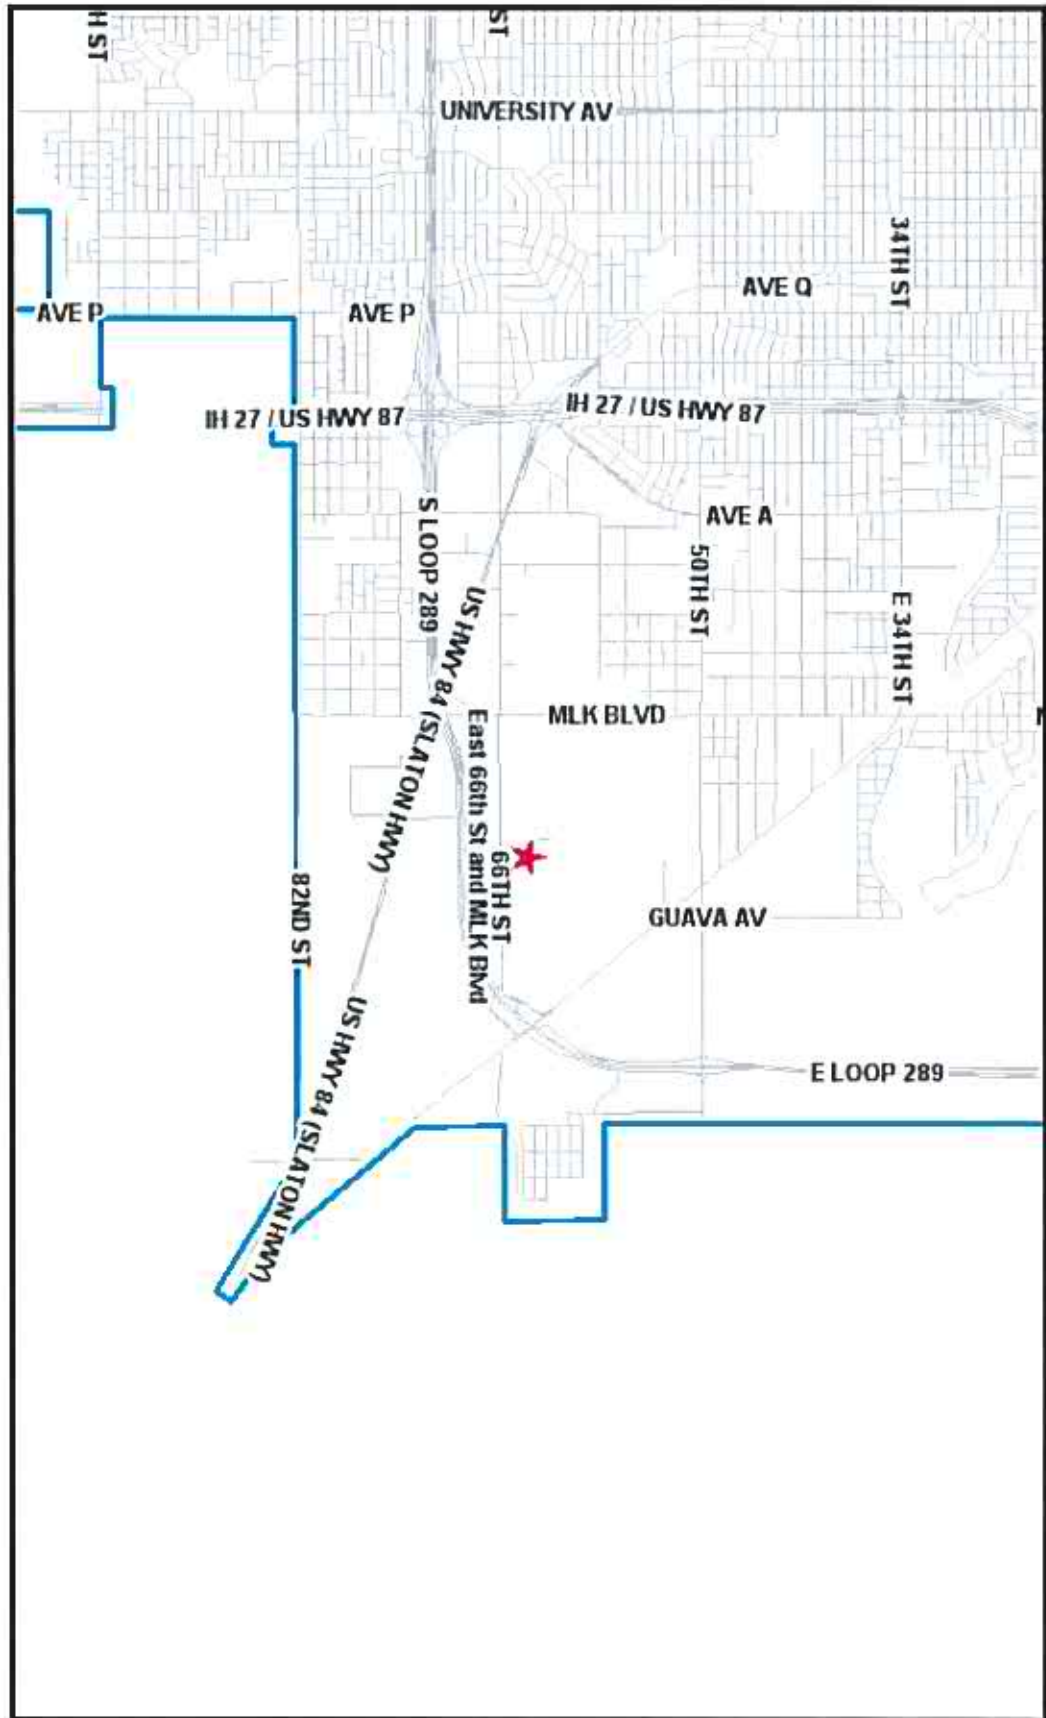 H ST
ST
UNIVERSITY AV
34TH ST
AVE Q
AVE P
AVE P
IH 27 / US HWY 87
IH 27 / US HWY 87
S LOOP 289
AVE A
50TH ST
E 34TH ST
US HWY 84 (SLATON HWY)
MLK BLVD
East 66th St and MLK Blvd
66TH ST
82ND ST
GUAVA AV
US HWY 84 (SLATON HWY)
E LOOP 289